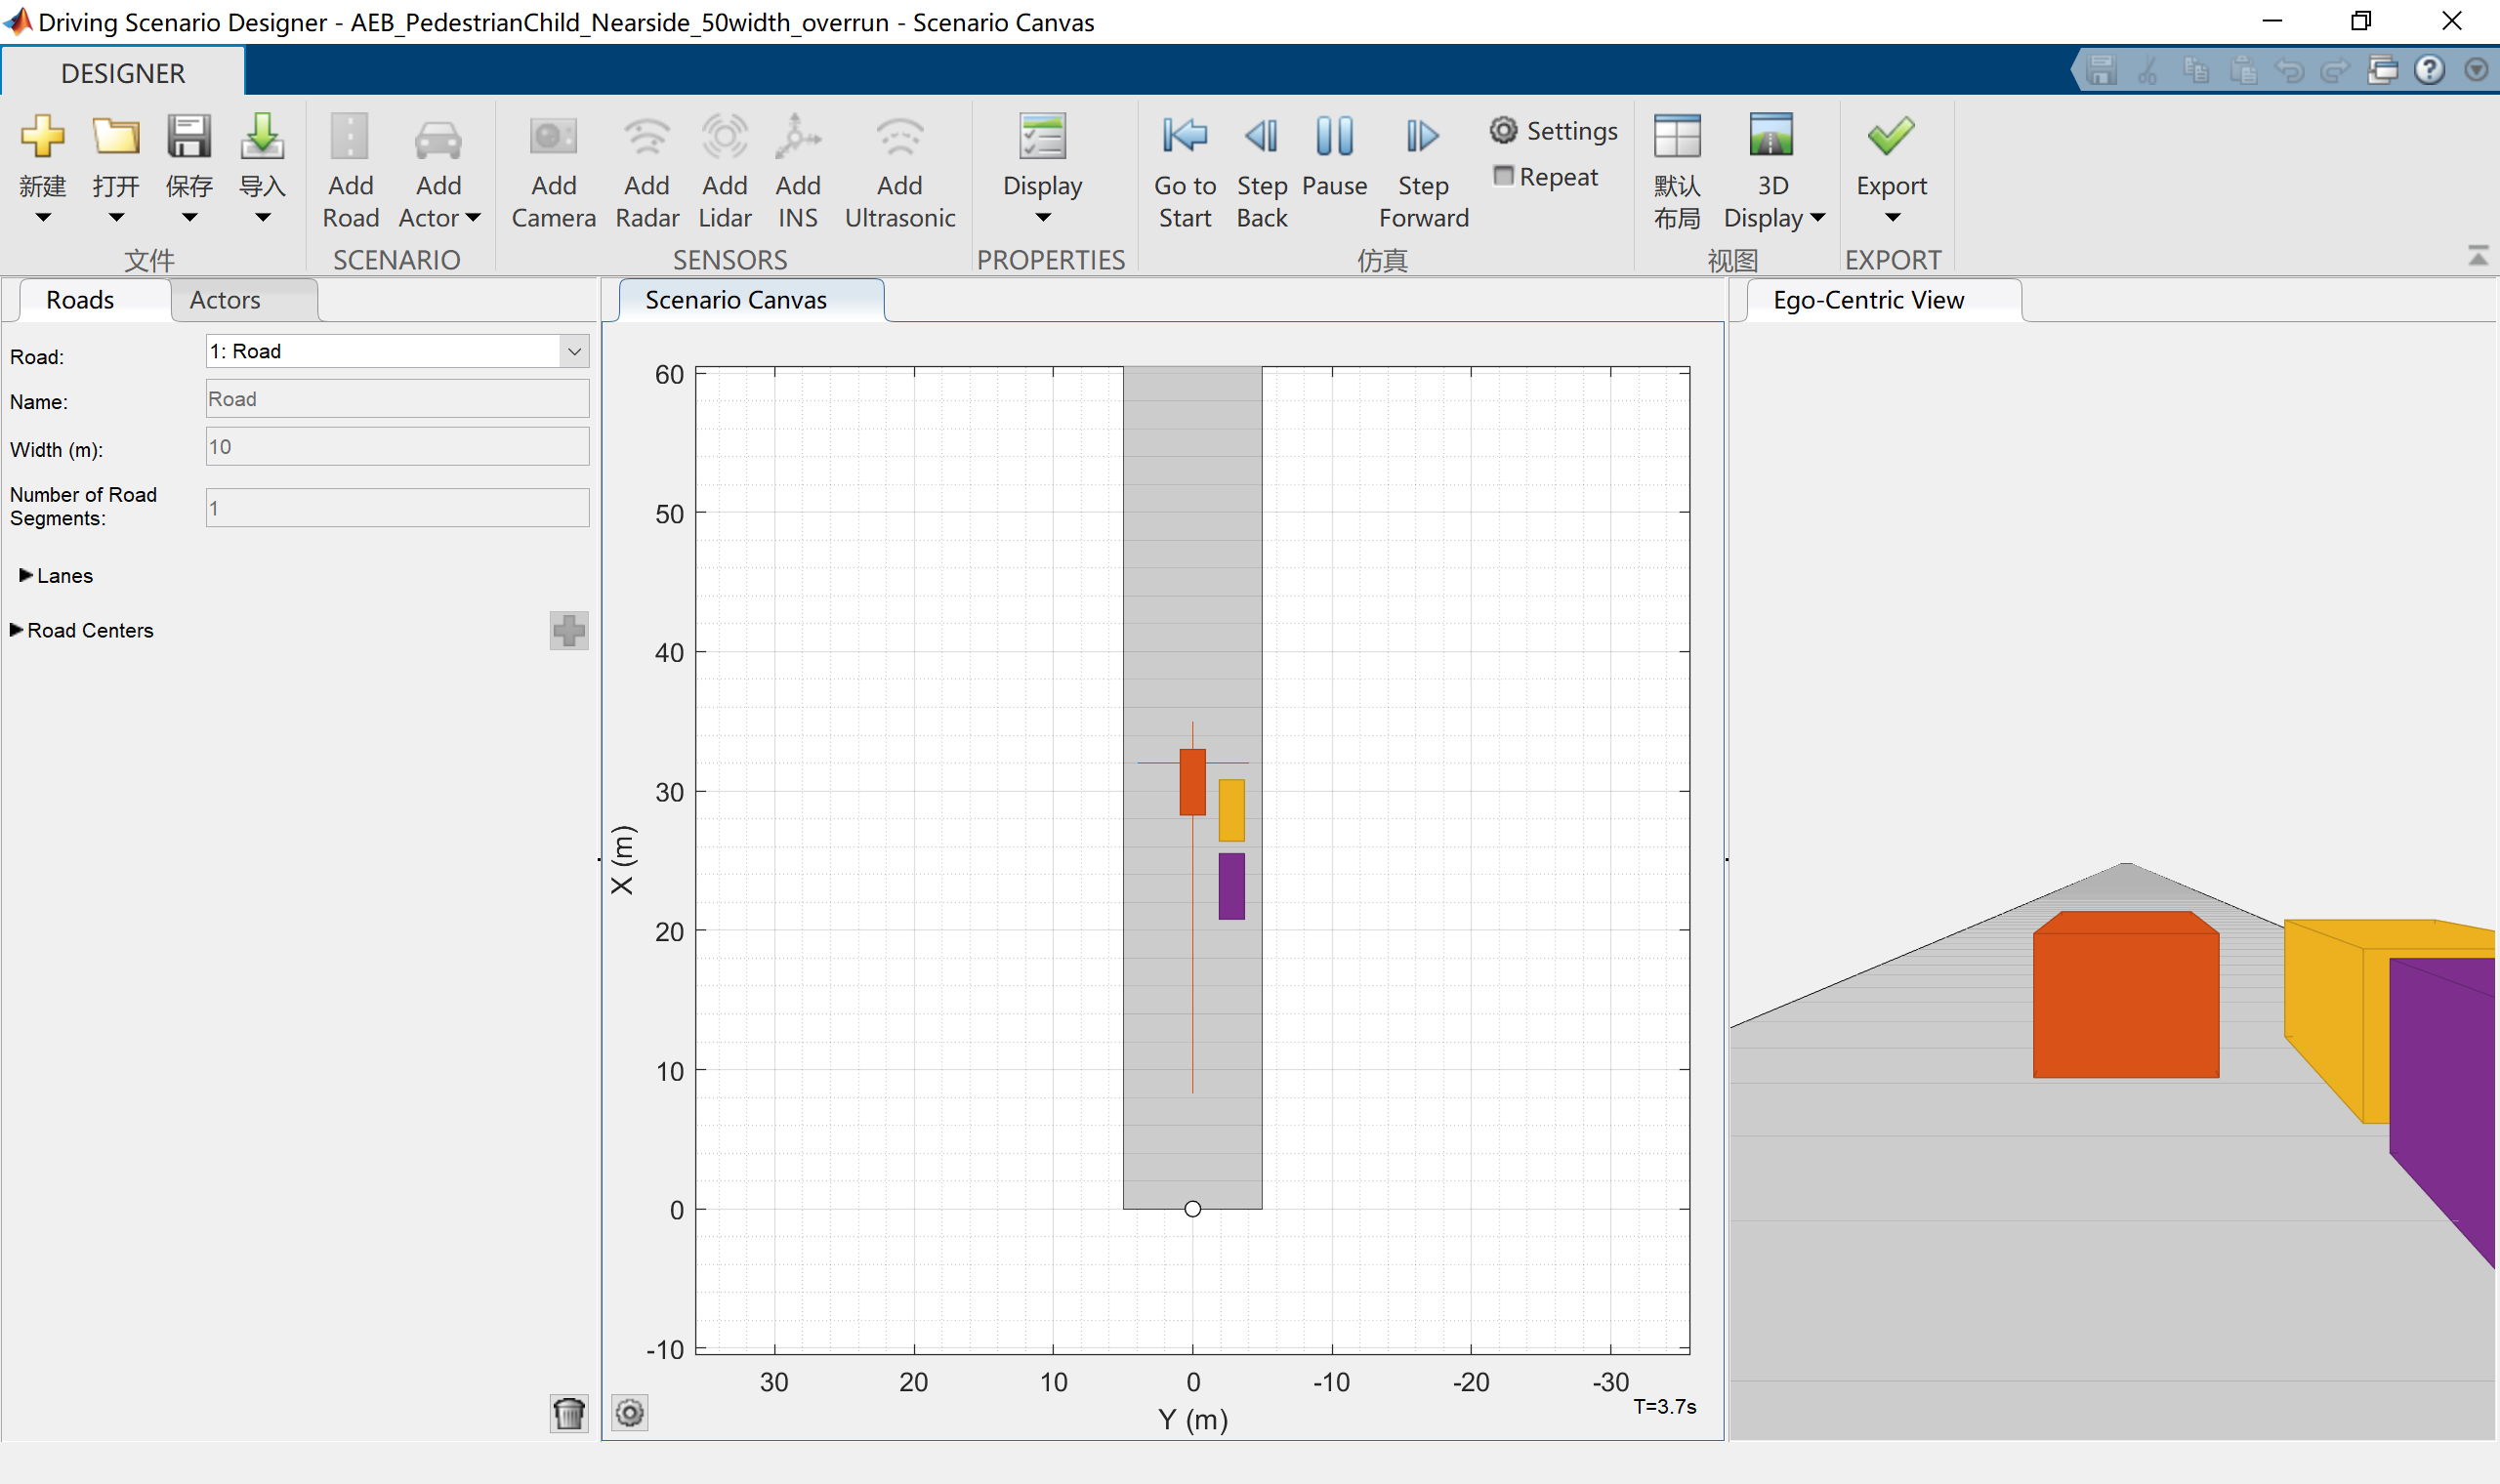 Driving Scenario Designer - AEB_PedestrianChild_Nearside_50width_overrun - Scenario Canvas
DESIGNER
新建
打开
保存
导入
文件
Add Road
Add Actor
SCENARIO
Add Camera
Add Radar
Add Lidar
Add INS
Add Ultrasonic
SENSORS
Display
PROPERTIES
Go to Start
Step Back
Pause
Step Forward
Settings
Repeat
仿真
默认布局
3D Display
视图
Export
EXPORT
Roads
Actors
Road:
1: Road
Name:
Road
Width (m):
10
Number of Road Segments:
1
Lanes
Road Centers
Scenario Canvas
60
50
40
30
20
10
0
-10
X (m)
30
20
10
0
-10
-20
-30
Y (m)
T=3.7s
Ego-Centric View